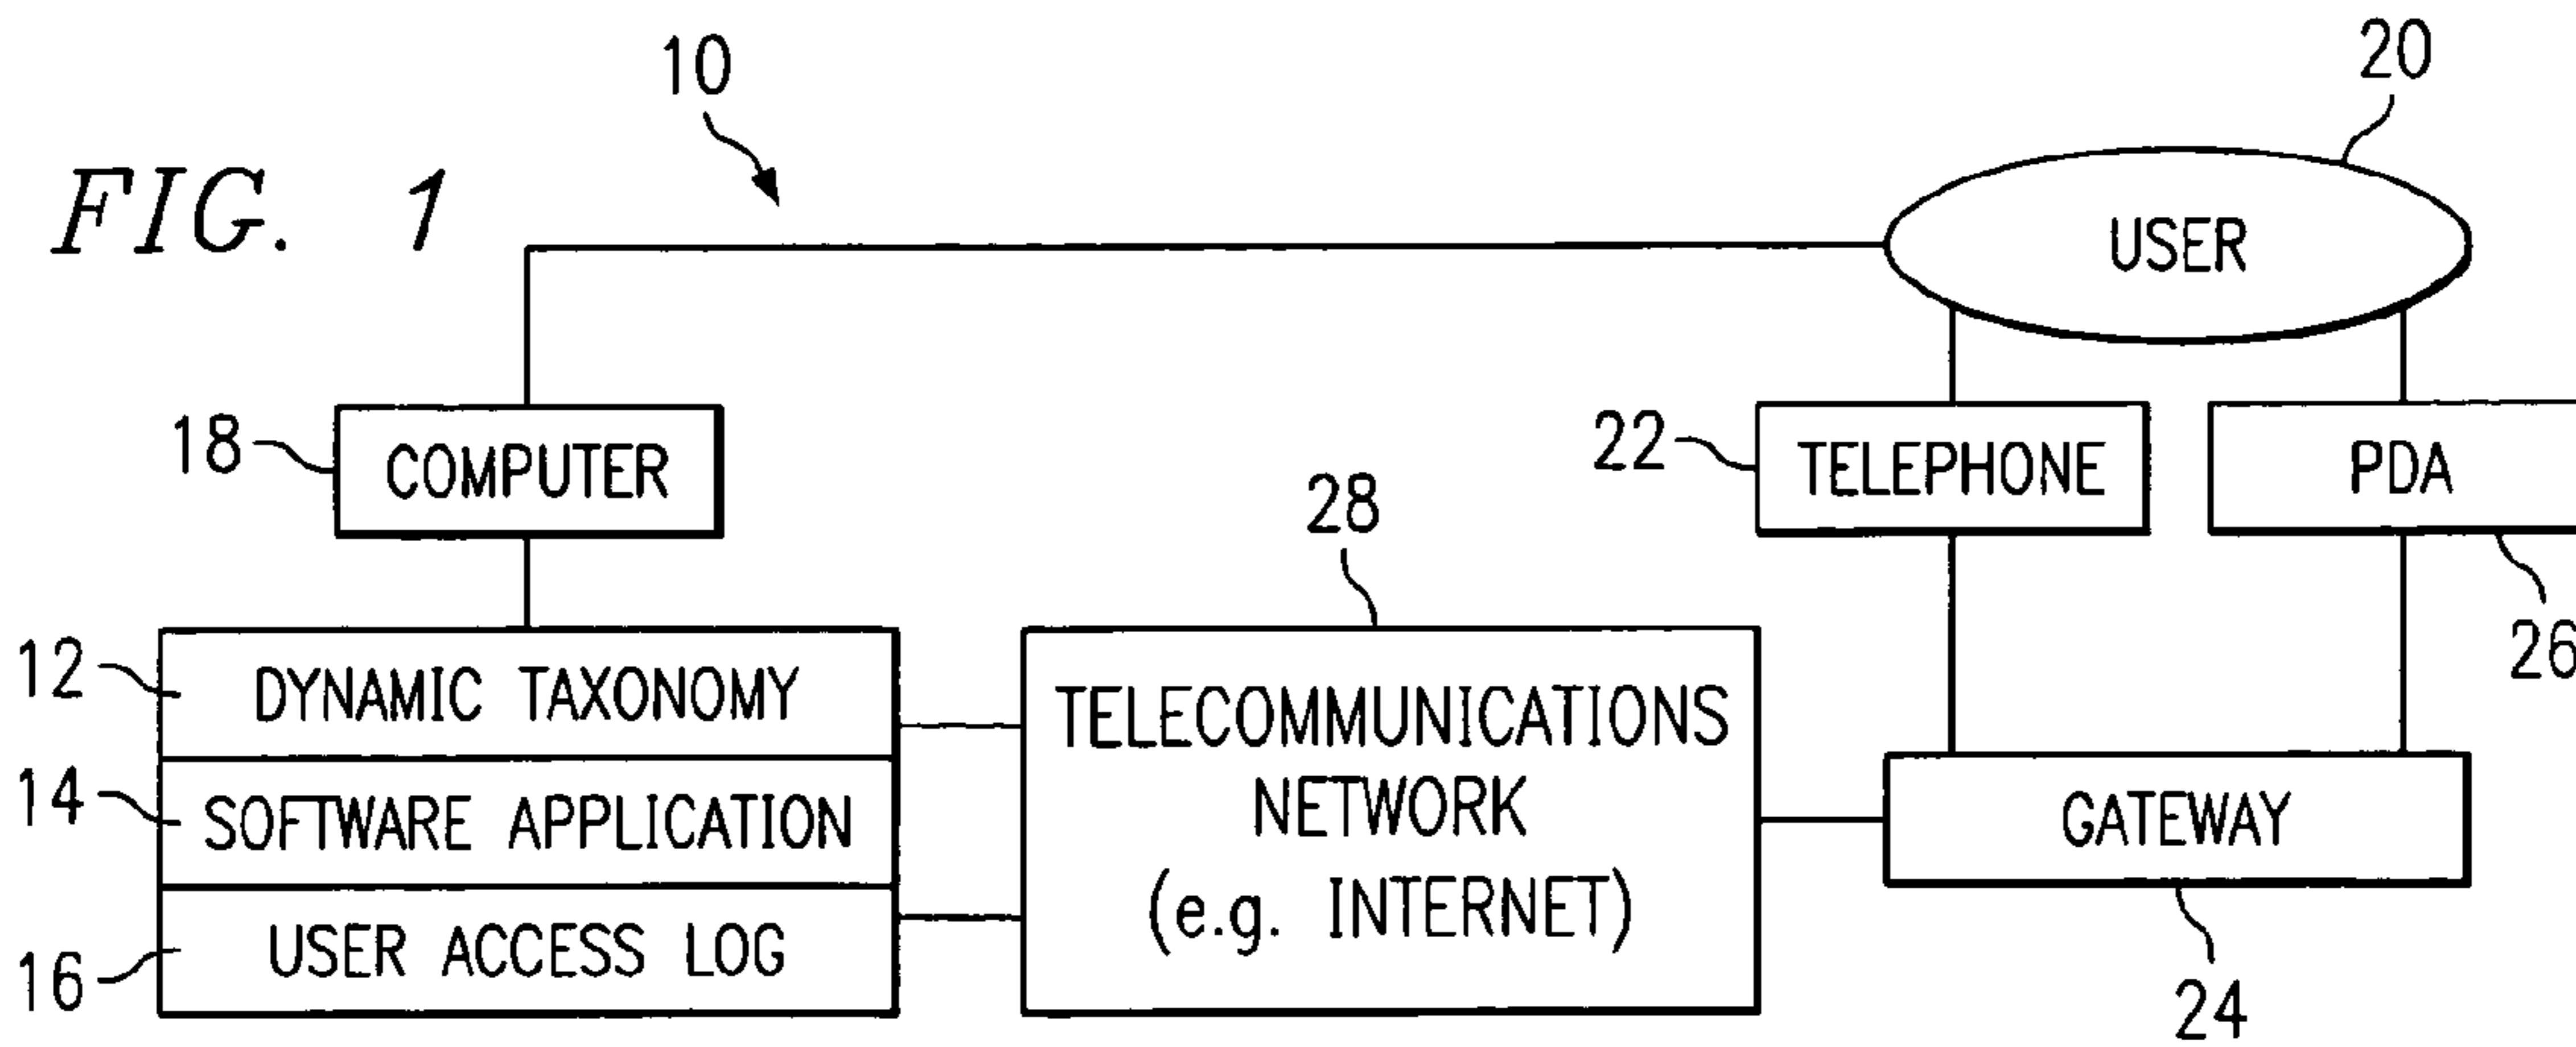 FIG. 1
10
20
USER
18
COMPUTER
22
TELEPHONE
PDA
28
26
12
DYNAMIC TAXONOMY
14
SOFTWARE APPLICATION
16
USER ACCESS LOG
TELECOMMUNICATIONS
NETWORK
(e.g. INTERNET)
GATEWAY
24